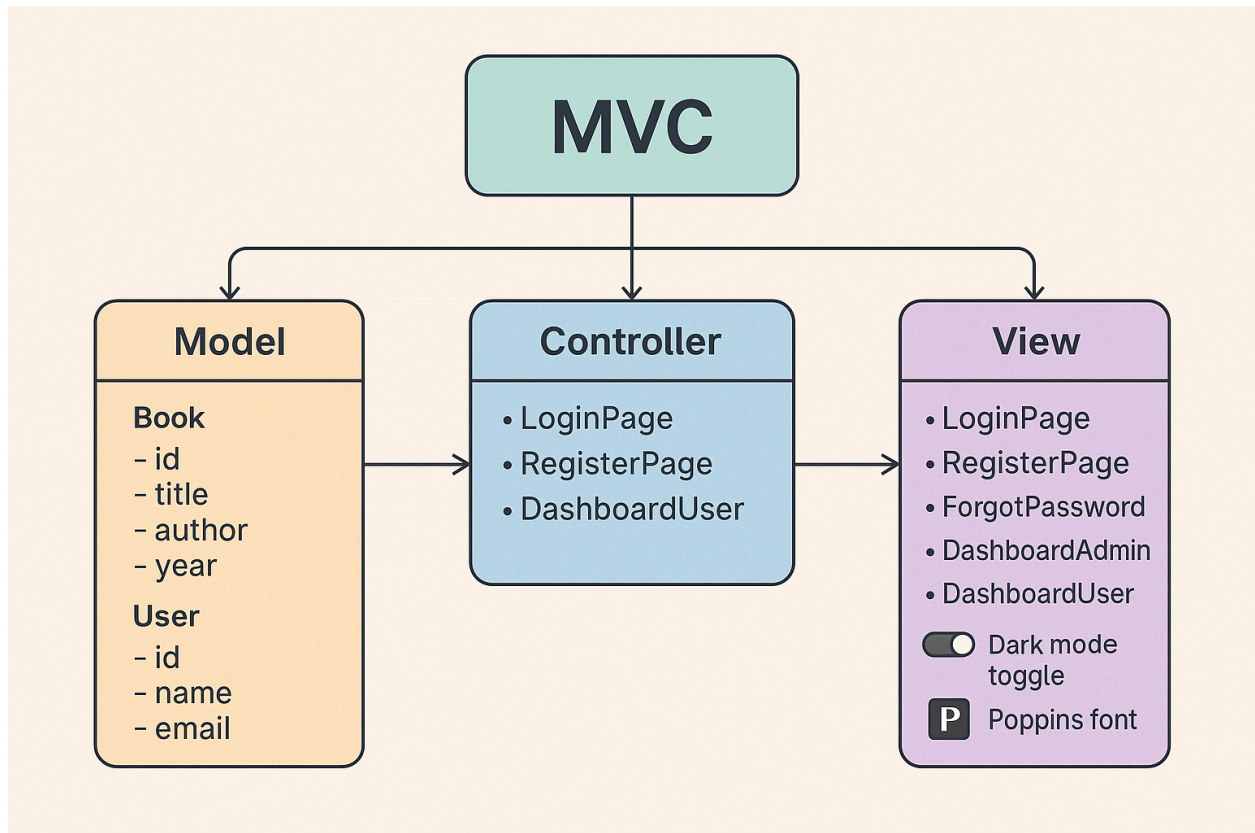 MVC
Model
Book
– id
– title
– author
– year
User
– id
– name
– email
Controller
• LoginPage
• RegisterPage
• DashboardUser
View
• LoginPage
• RegisterPage
• ForgotPassword
• DashboardAdmin
• DashboardUser
Dark mode
toggle
P Poppins font